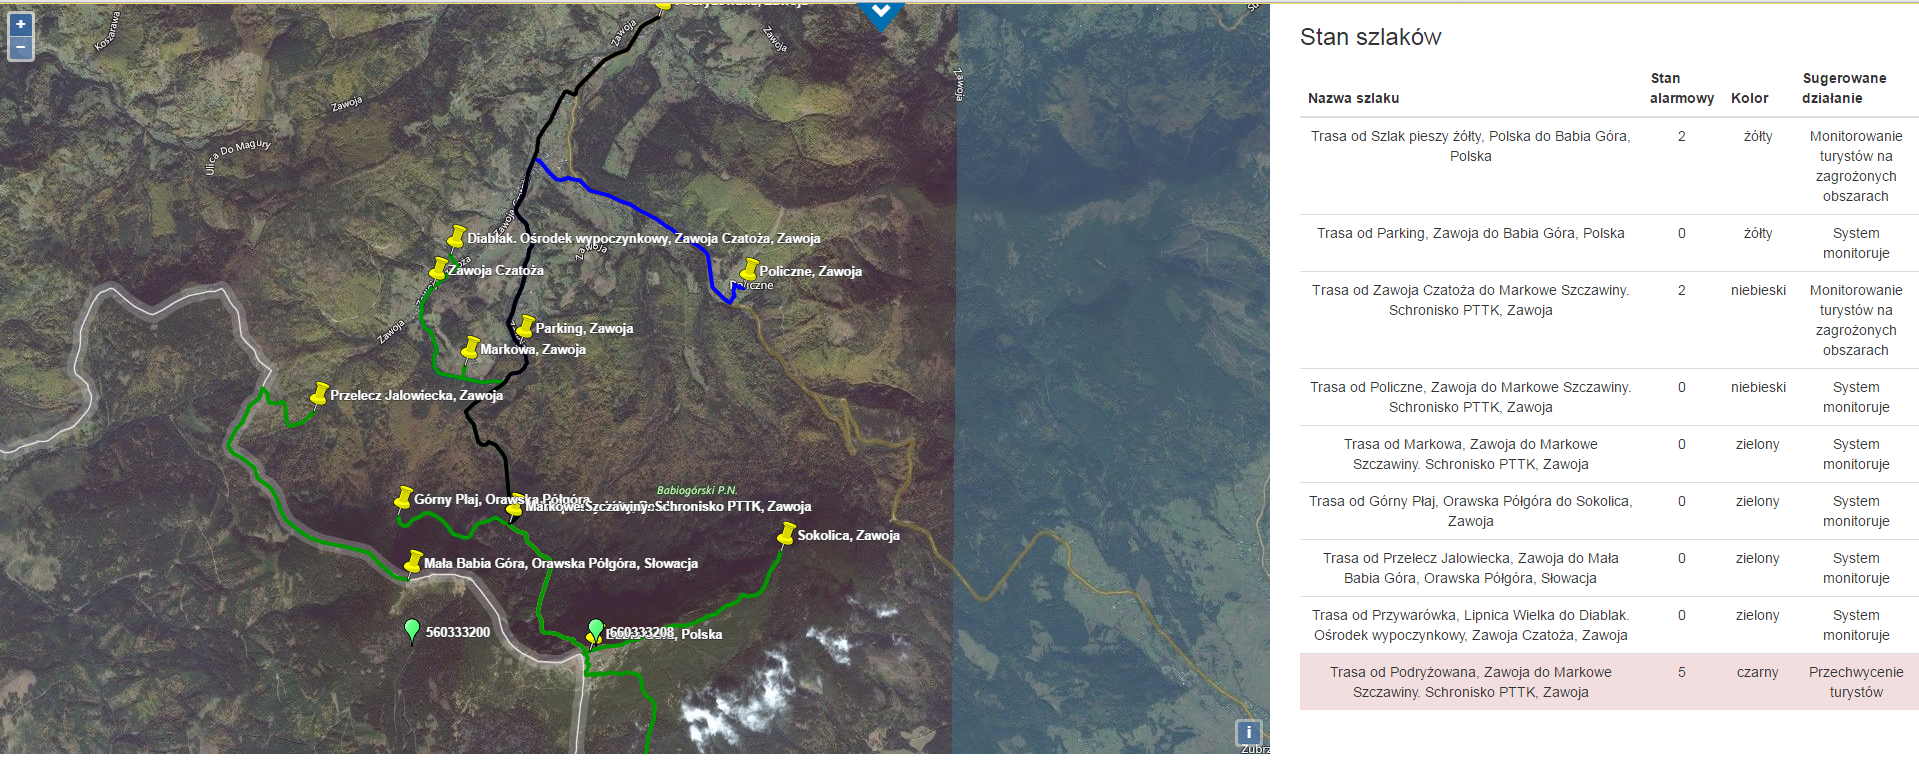 Koszarawa
Zawoja
Zawoja
Zawoja
Zawoja
Ulica Do Magury
Zawoja
Diablak. Ośrodek wypoczynkowy, Zawoja Czatoża, Zawoja
Zawoja Czatoża
Policzne, Zawoja
Policzne
Parking, Zawoja
Zawoja
Markowa, Zawoja
Przelecz Jalowiecka, Zawoja
Babiogórski P.N.
Górny Płaj, Orawska Półgóra
Markowe Szczawiny. Schronisko PTTK, Zawoja
Sokolica, Zawoja
Mała Babia Góra, Orawska Półgóra, Słowacja
560333200
660333208
Polska
+
−
i
Stan szlaków
Nazwa szlaku Stan alarmowy Kolor Sugerowane działanie
Trasa od Szlak pieszy żółty, Polska do Babia Góra, 2 żółty Monitorowanie
Polska turystów na
zagrożonych
obszarach
Trasa od Parking, Zawoja do Babia Góra, Polska 0 żółty System
monitoruje
Trasa od Zawoja Czatoża do Markowe Szczawiny. 2 niebieski Monitorowanie
Schronisko PTTK, Zawoja turystów na
zagrożonych
obszarach
Trasa od Policzne, Zawoja do Markowe Szczawiny. 0 niebieski System
Schronisko PTTK, Zawoja monitoruje
Trasa od Markowa, Zawoja do Markowe 0 zielony System
Szczawiny. Schronisko PTTK, Zawoja monitoruje
Trasa od Górny Płaj, Orawska Półgóra do Sokolica, 0 zielony System
Zawoja monitoruje
Trasa od Przelecz Jalowiecka, Zawoja do Mała 0 zielony System
Babia Góra, Orawska Półgóra, Słowacja monitoruje
Trasa od Przywarówka, Lipnica Wielka do Diablak. 0 zielony System
Ośrodek wypoczynkowy, Zawoja Czatoża, Zawoja monitoruje
Trasa od Podryżowana, Zawoja do Markowe 5 czarny Przechwycenie
Szczawiny. Schronisko PTTK, Zawoja turystów